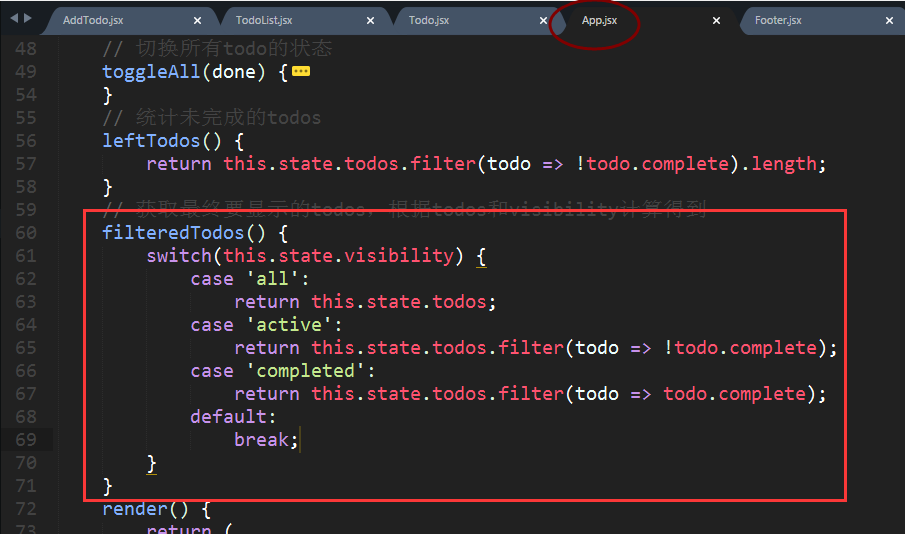 AddTodo.jsx × TodoList.jsx × Todo.jsx × App.jsx × Footer.jsx ×
48 // 切换所有todo的状态
49 toggleAll(done) {
54 }
55 // 统计未完成的todos
56 leftTodos() {
57 return this.state.todos.filter(todo => !todo.complete).length;
58 }
59 // 获取最终要显示的todos, 根据todos和visibility计算得到
60 filteredTodos() {
61 switch(this.state.visibility) {
62 case 'all':
63 return this.state.todos;
64 case 'active':
65 return this.state.todos.filter(todo => !todo.complete);
66 case 'completed':
67 return this.state.todos.filter(todo => todo.complete);
68 default:
69 break;
70 }
71 }
72 render() {
73 return (